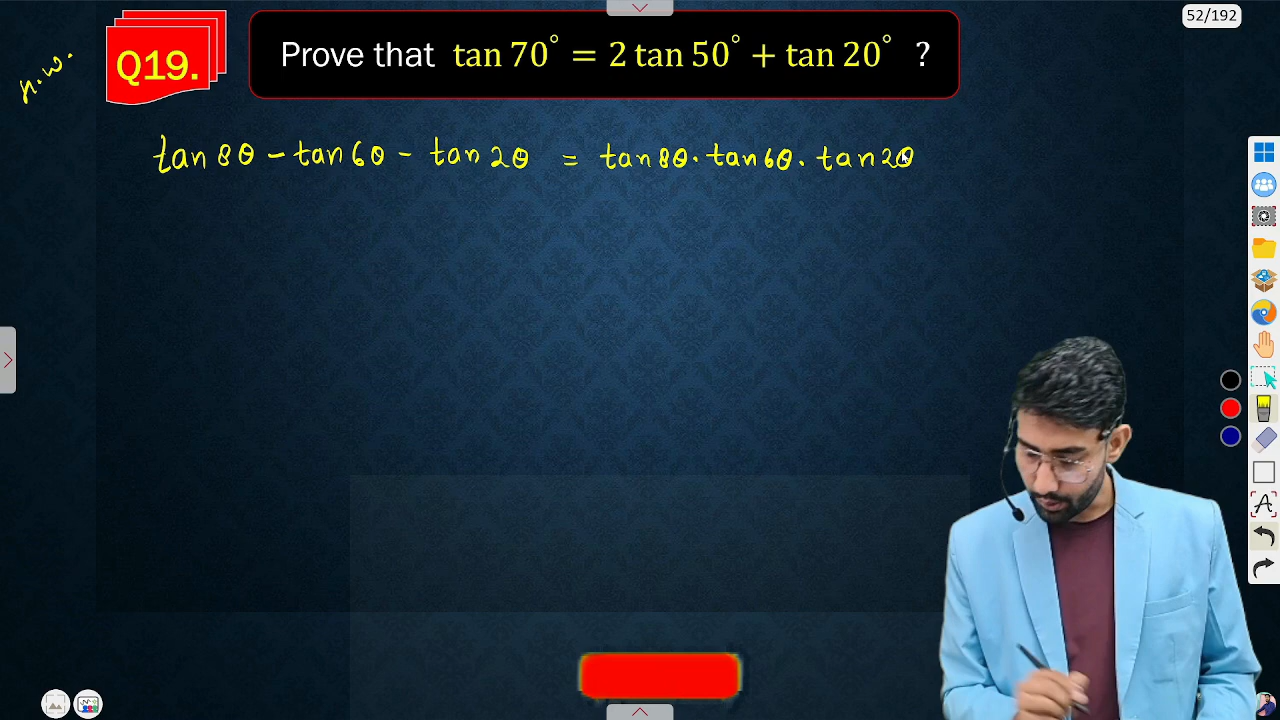 52/192
h.w.
Q19.
Prove that tan 70° = 2 tan 50° + tan 20° ?
tan 8θ - tan 6θ - tan 2θ = tan 8θ · tan 6θ · tan 2θ